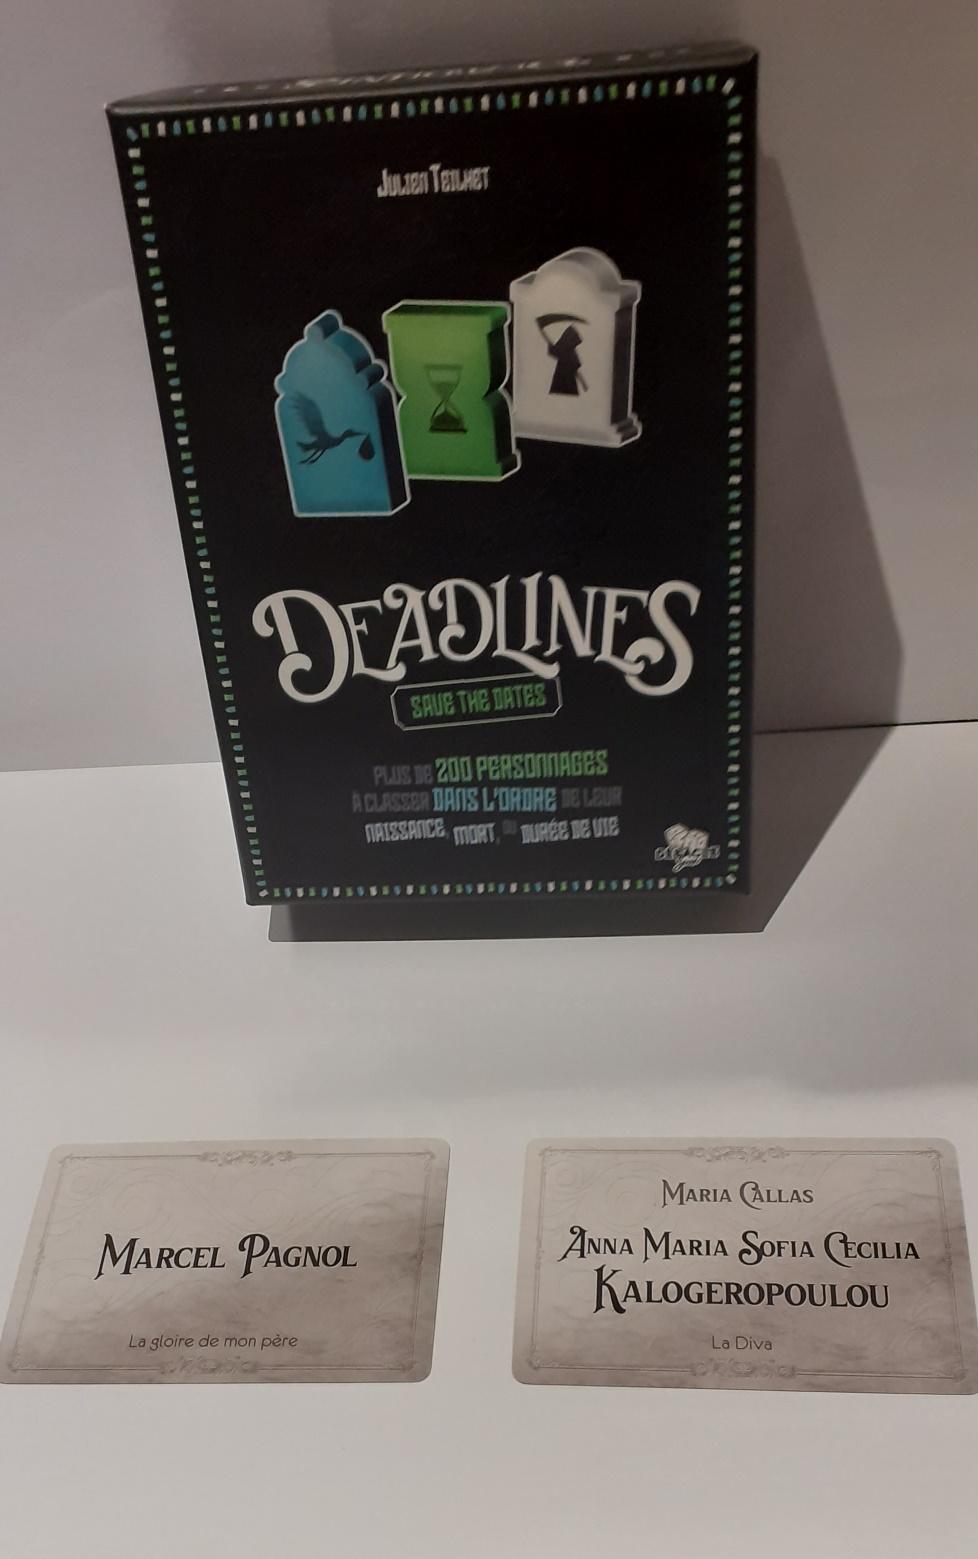 Julien Teilhet
DEADLINES
SAVE THE DATES
PLUS DE 200 PERSONNAGES
À CLASSER DANS L'ORDRE DE LEUR
NAISSANCE, MORT, OU DURÉE DE VIE
MARCEL PAGNOL
La gloire de mon père
MARIA CALLAS
ANNA MARIA SOFIA CECILIA
KALOGEROPOULOU
La Diva